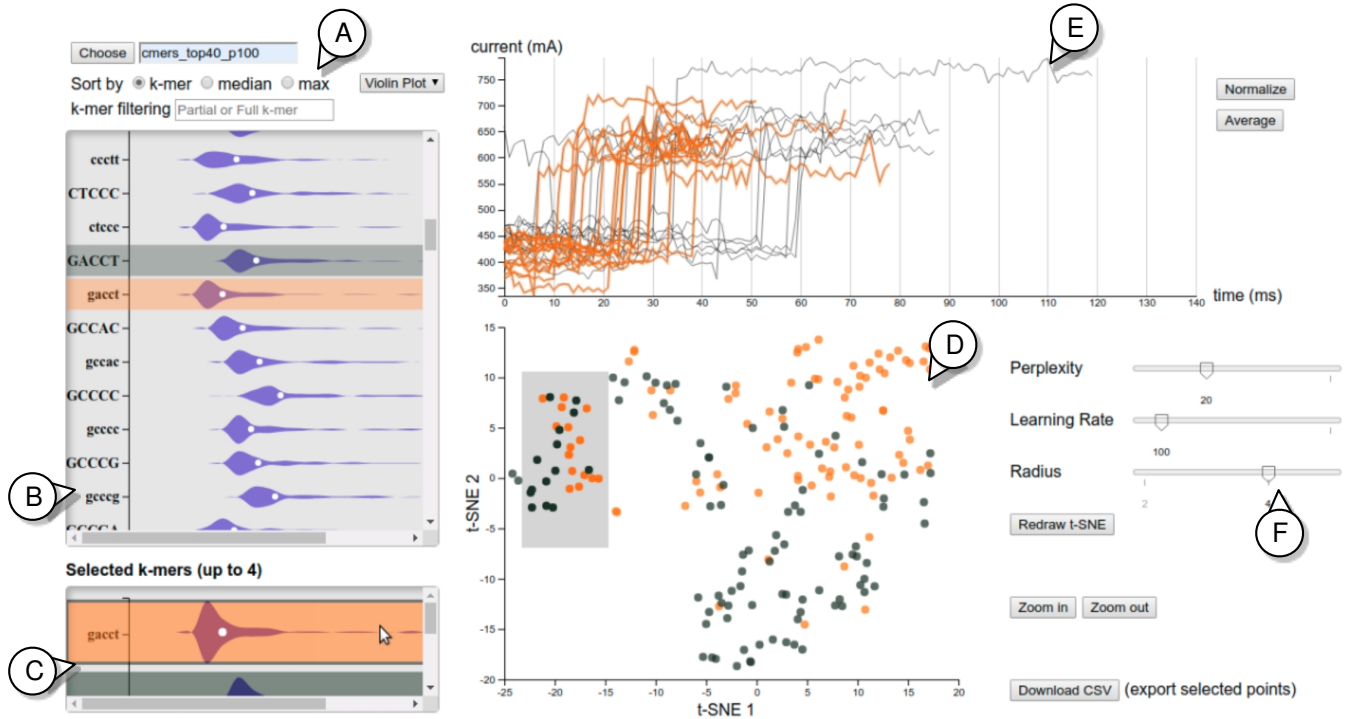 A
Choose cmers_top40_p100
Sort by k-mer median max Violin Plot ▼
k-mer filtering Partial or Full k-mer
ccctt
CTCCC
ctccc
GACCT
gacct
GCCAC
gccac
GCCCC
gcccc
GCCCG
gcccg
B
Selected k-mers (up to 4)
gacct
C
current (mA)
E
750
700
650
600
550
500
450
400
350
0 10 20 30 40 50 60 70 80 90 100 110 120 130 140
time (ms)
Normalize
Average
D
15
10
5
0
-5
-10
-15
-20
t-SNE 2
-25 -20 -15 -10 -5 0 5 10 15 20
t-SNE 1
Perplexity
20
Learning Rate
100
Radius
2 4
F
Redraw t-SNE
Zoom in Zoom out
Download CSV (export selected points)